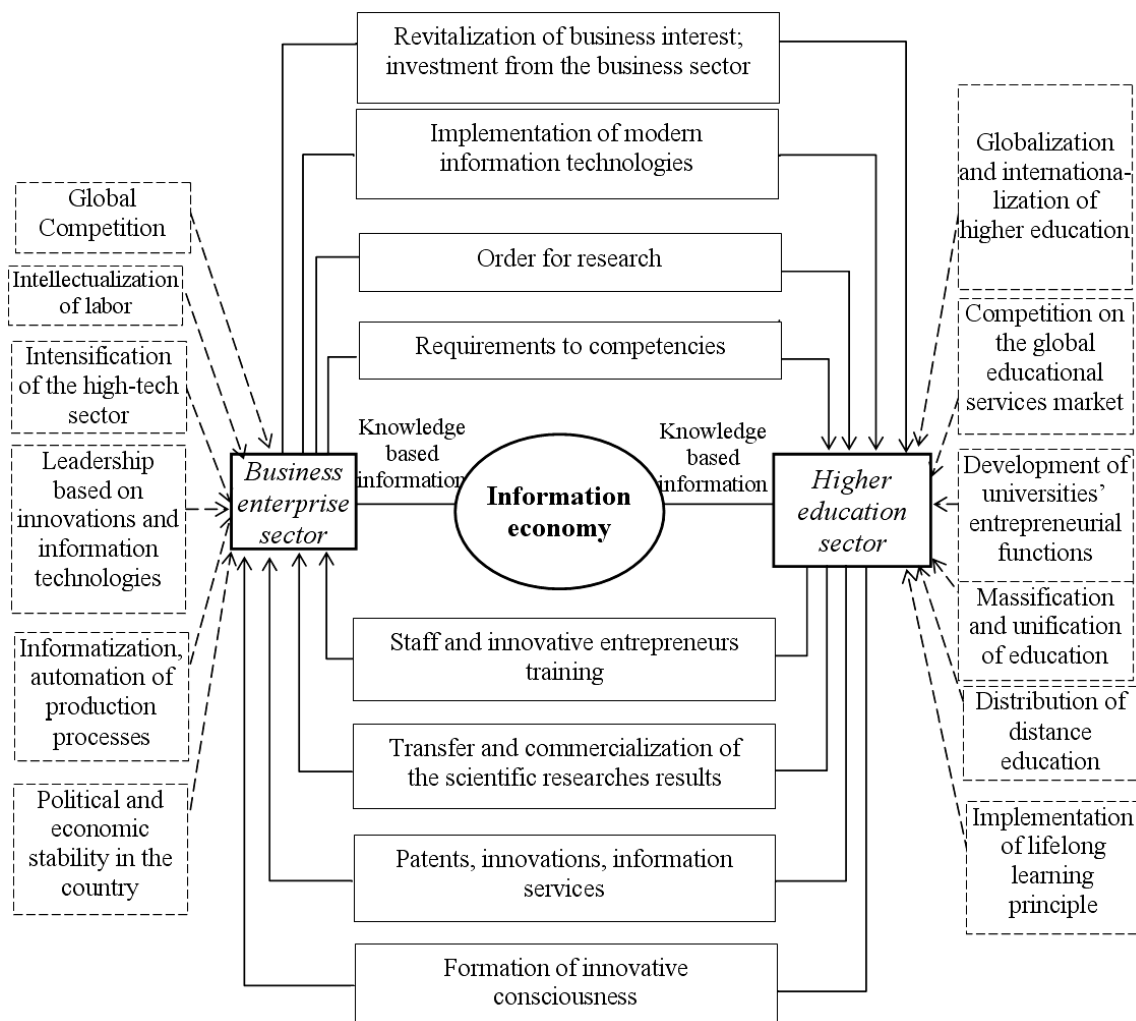 Revitalization of business interest;
investment from the business sector
Implementation of modern
information technologies
Order for research
Requirements to competencies
Global
Competition
Intellectualization
of labor
Intensification
of the high-tech
sector
Leadership
based on
innovations and
information
technologies
Informatization,
automation of
production
processes
Political and
economic
stability in the
country
Business
enterprise
sector
Knowledge
based
information
Information
economy
Knowledge
based
information
Higher
education
sector
Globalization
and internationa-
lization of
higher education
Competition on
the global
educational
services market
Development of
universities’
entrepreneurial
functions
Massification
and unification
of education
Distribution of
distance
education
Implementation
of lifelong
learning
principle
Staff and innovative entrepreneurs
training
Transfer and commercialization of
the scientific researches results
Patents, innovations, information
services
Formation of innovative
consciousness